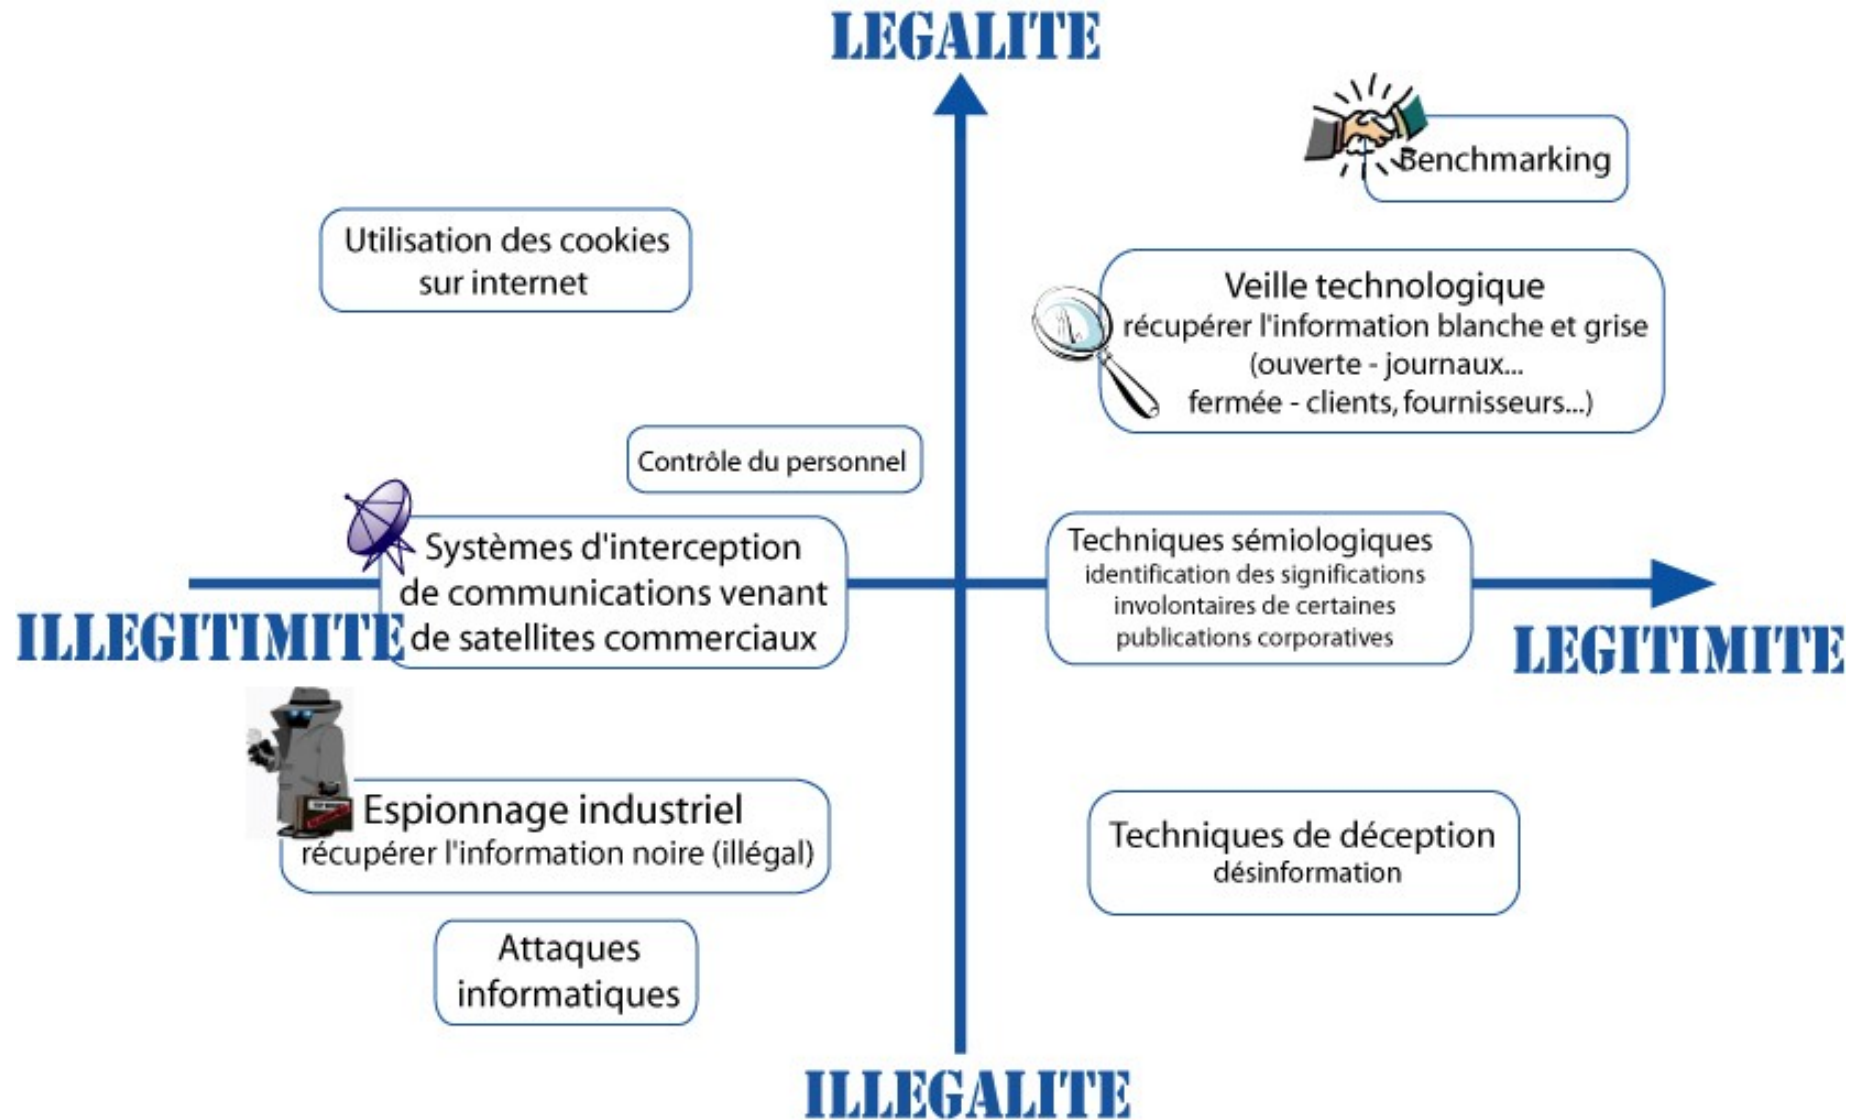 LEGALITE
Benchmarking
Utilisation des cookies
sur internet
Veille technologique
récupérer l'information blanche et grise
(ouverte - journaux...
fermée - clients, fournisseurs...)
Contrôle du personnel
Systèmes d'interception
de communications venant
de satellites commerciaux
Techniques sémiologiques
identification des significations
involontaires de certaines
publications corporatives
ILLEGITIMITE
LEGITIMITE
Espionnage industriel
récupérer l'information noire (illégal)
Techniques de déception
désinformation
Attaques
informatiques
ILLEGALITE